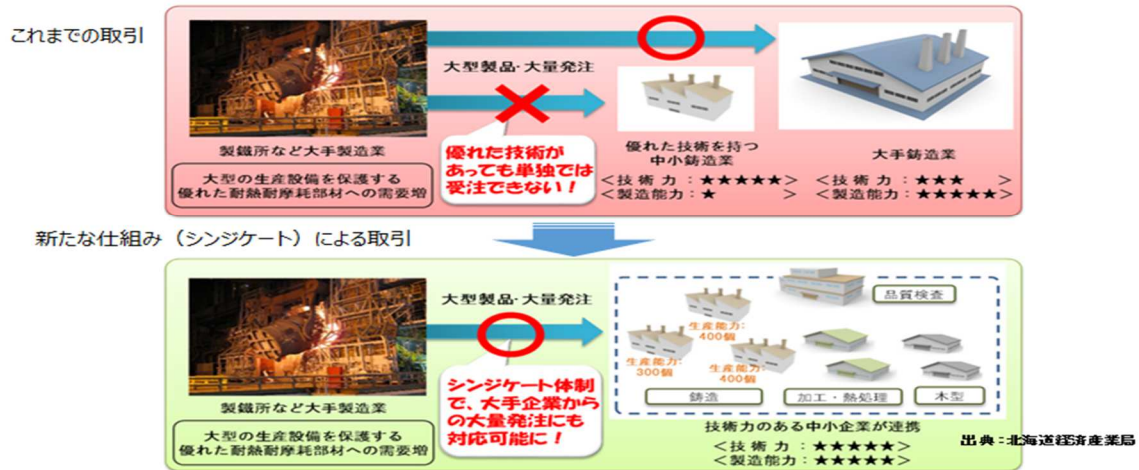 これまでの取引
大型製品・大量発注
製鐵所など大手製造業
大型の生産設備を保護する
優れた耐熱耐摩耗部材への需要増
優れた技術が
あっても単独では
受注できない！
優れた技術を持つ
中小鋳造業
＜技術力：★★★★★＞
＜製造能力：★　　　　＞
大手鋳造業
＜技術力：★★★　　＞
＜製造能力：★★★★★＞
新たな仕組み（シンジケート）による取引
大型製品・大量発注
製鐵所など大手製造業
大型の生産設備を保護する
優れた耐熱耐摩耗部材への需要増
シンジケート体制
で、大手企業から
の大量発注にも
対応可能に！
品質検査
生産能力：
400個
生産能力：
300個
生産能力：
400個
鋳造
加工・熱処理
木型
技術力のある中小企業が連携
＜技術力：★★★★★＞
＜製造能力：★★★★★＞
出典：北海道経済産業局